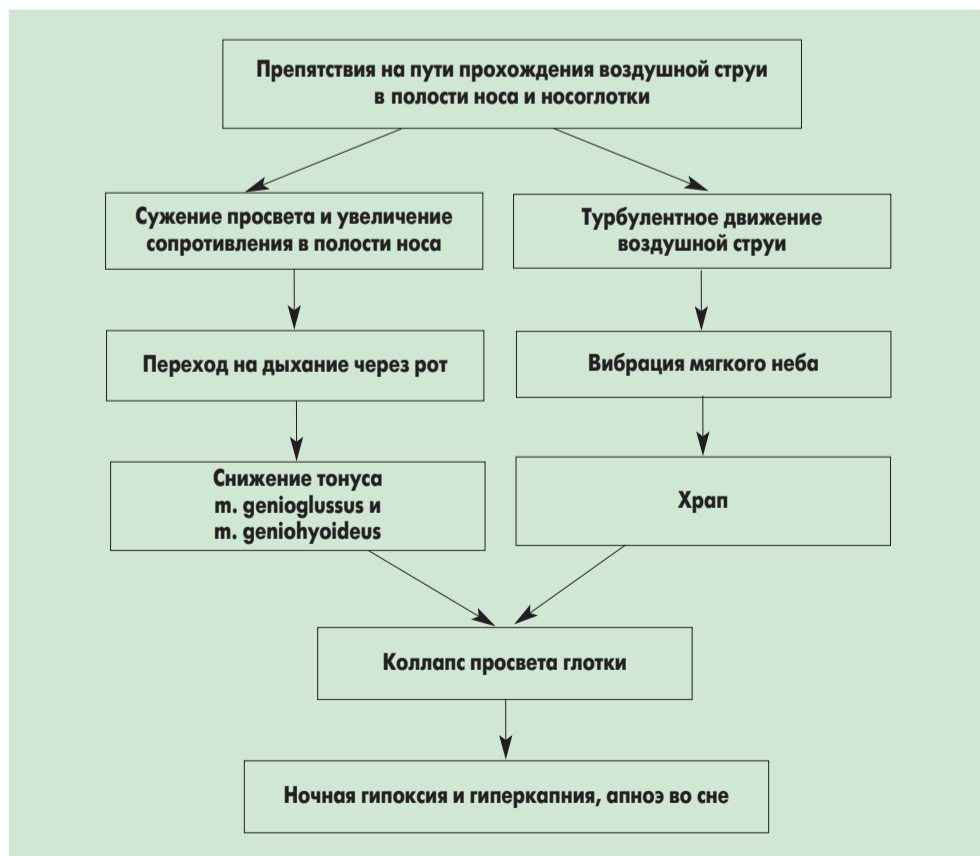 Препятствия на пути прохождения воздушной струи
в полости носа и носоглотки
Сужение просвета и увеличение
сопротивления в полости носа
Турбулентное движение
воздушной струи
Переход на дыхание через рот
Вибрация мягкого неба
Снижение тонуса
m. genioglussus и
m. geniohyoideus
Храп
Коллапс просвета глотки
Ночная гипоксия и гиперкапния, апноэ во сне